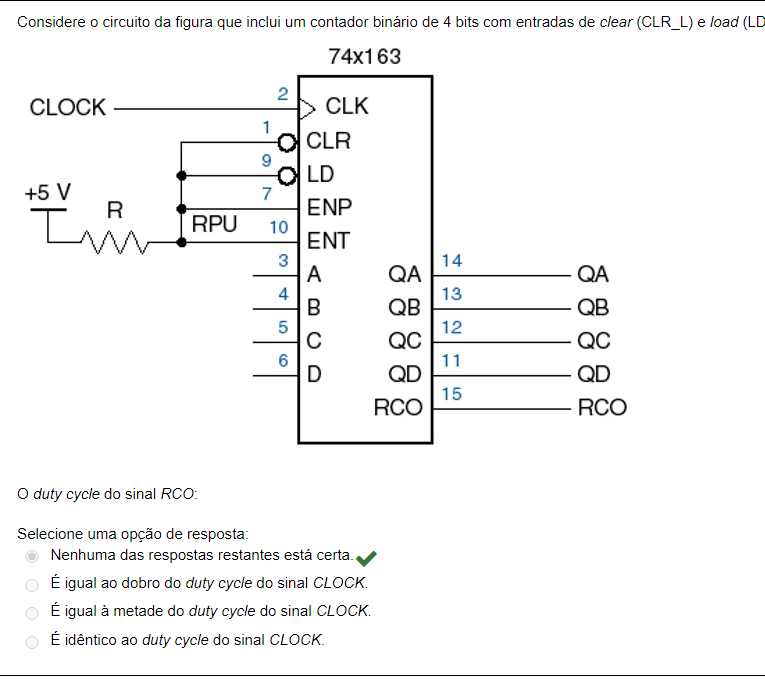 Considere o circuito da figura que inclui um contador binário de 4 bits com entradas de clear (CLR_L) e load (LD
74x163
CLOCK
2
CLK
1
CLR
9
LD
+5 V
R
RPU
7
ENP
10
ENT
3
A
QA
14
QA
4
B
QB
13
QB
5
C
QC
12
QC
6
D
QD
11
QD
RCO
15
RCO
O duty cycle do sinal RCO:
Selecione uma opção de resposta:
Nenhuma das respostas restantes está certa.
É igual ao dobro do duty cycle do sinal CLOCK.
É igual à metade do duty cycle do sinal CLOCK.
É idêntico ao duty cycle do sinal CLOCK.